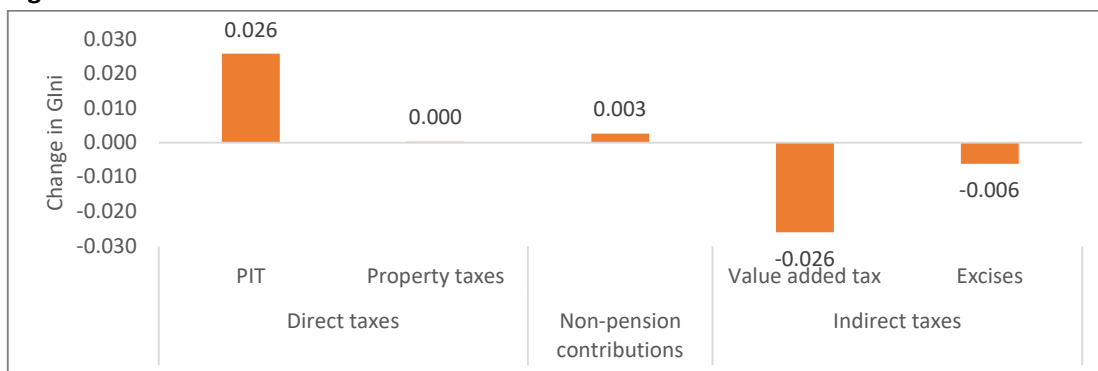 Change in GIni
0.030
0.020
0.010
0.000
-0.010
-0.020
-0.030
0.026
0.000
0.003
-0.026
-0.006
PIT
Property taxes
Value added tax
Excises
Direct taxes
Non-pension
contributions
Indirect taxes